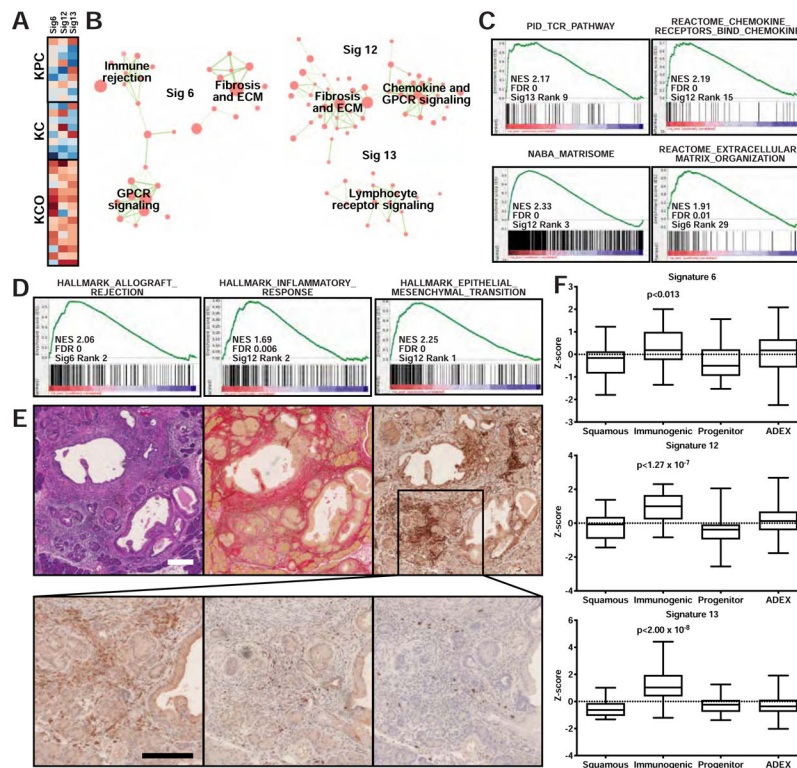 A
Sig6
Sig12
Sig13
KPC
KC
KCO
B
Immune
rejection
Sig 6
Fibrosis
and ECM
GPCR
signaling
Sig 12
Fibrosis
and ECM
Chemokine and
GPCR signaling
Sig 13
Lymphocyte
receptor signaling
C
PID_TCR_PATHWAY
NES 2.17
FDR 0
Sig13 Rank 9
REACTOME_CHEMOKINE_
RECEPTORS_BIND_CHEMOKINE
NES 2.19
FDR 0
Sig12 Rank 15
NABA_MATRISOME
NES 2.33
FDR 0
Sig12 Rank 3
REACTOME_EXTRACELLULAR
MATRIX_ORGANIZATION
NES 1.91
FDR 0.01
Sig6 Rank 29
D
HALLMARK_ALLOGRAFT_
REJECTION
NES 2.06
FDR 0
Sig6 Rank 2
HALLMARK_INFLAMMATORY_
RESPONSE
NES 1.69
FDR 0.006
Sig12 Rank 2
HALLMARK_EPITHELIAL_
MESENCHYMAL_TRANSITION
NES 2.25
FDR 0
Sig12 Rank 1
E
F
Signature 6
p<0.013
Z-score
3
2
1
0
-1
-2
-3
Squamous Immunogenic Progenitor ADEX
Signature 12
p<1.27 x 10-7
Z-score
4
2
0
-2
-4
Squamous Immunogenic Progenitor ADEX
Signature 13
p<2.00 x 10-8
Z-score
6
4
2
0
-2
-4
Squamous Immunogenic Progenitor ADEX